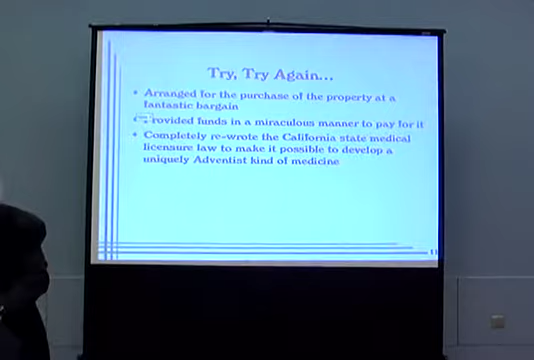 Try, Try Again...
• Arranged for the purchase of the property at a
fantastic bargain
Provided funds in a miraculous manner to pay for it
• Completely re-wrote the California state medical
licensure law to make it possible to develop a
uniquely Adventist kind of medicine